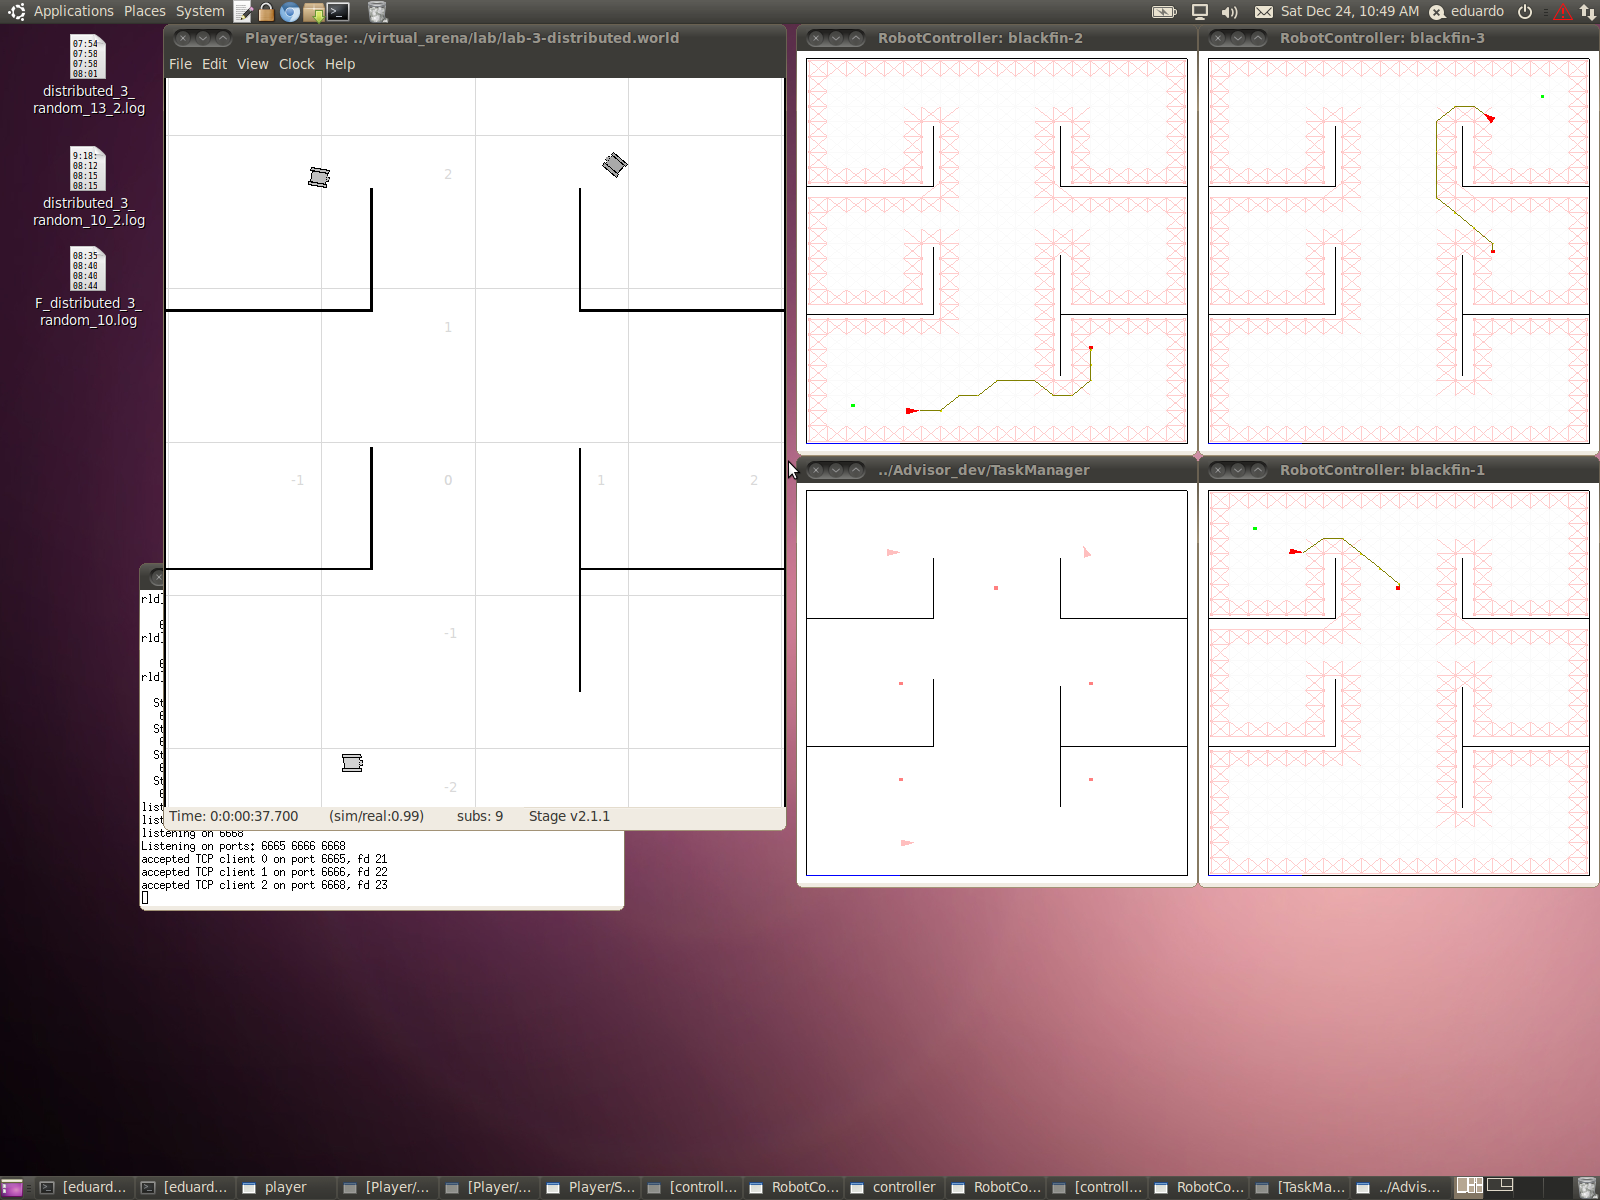 Applications Places System
Sat Dec 24, 10:49 AM
eduardo
07:54
07:58
07:58
08:01
distributed_3_
random_13_2.log
9:18:
08:12
08:15
08:15
distributed_3_
random_10_2.log
08:35
08:40
08:40
08:44
F_distributed_3_
random_10.log
Player/Stage: ../virtual_arena/lab/lab-3-distributed.world
File Edit View Clock Help
2
1
-1 0 1 2
-1
-2
Time: 0:0:00:37.700 (sim/real:0.99) subs: 9 Stage v2.1.1
rld]
rld]
rld]
St
St
St
St
list
list
listening on 6668
Listening on ports: 6665 6666 6668
accepted TCP client 0 on port 6665, fd 21
accepted TCP client 1 on port 6666, fd 22
accepted TCP client 2 on port 6668, fd 23
RobotController: blackfin-2
RobotController: blackfin-3
../Advisor_dev/TaskManager
RobotController: blackfin-1
[eduard...
[eduard...
player
[Player/...
[Player/...
Player/S...
[controll...
RobotCo...
controller
RobotCo...
[controll...
RobotCo...
[TaskMa...
../Advis...